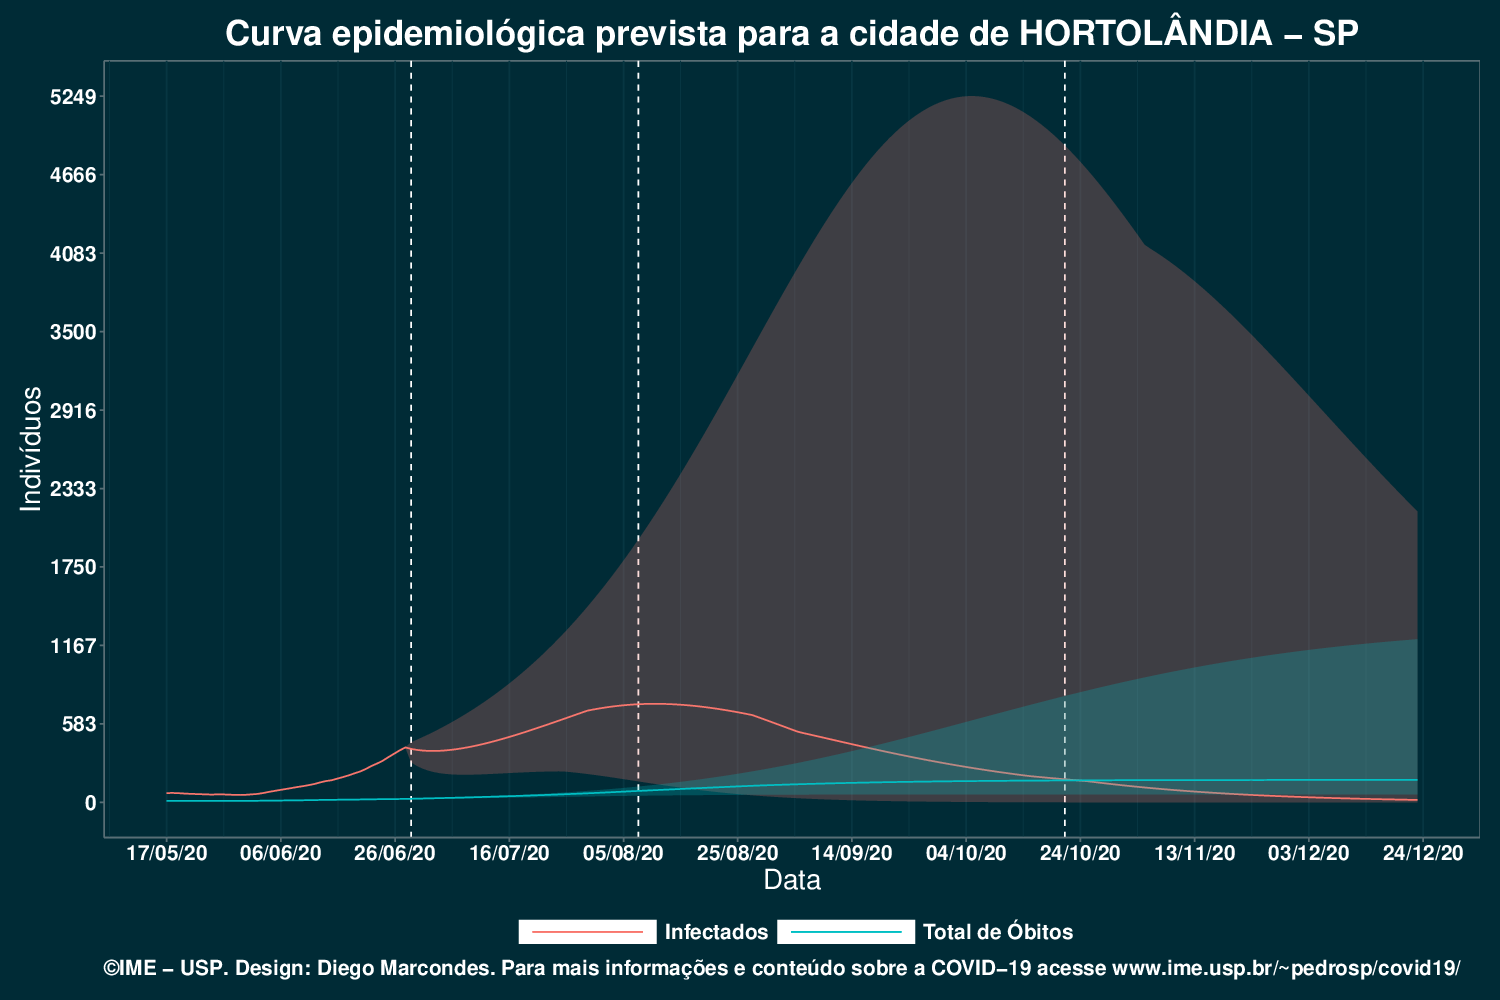 Curva epidemiológica prevista para a cidade de HORTOLÂNDIA – SP
5249
4666
4083
3500
2916
2333
1750
1167
583
0
Indivíduos
17/05/20 06/06/20 26/06/20 16/07/20 05/08/20 25/08/20 14/09/20 04/10/20 24/10/20 13/11/20 03/12/20 24/12/20
Data
Infectados Total de Óbitos
©IME – USP. Design: Diego Marcondes. Para mais informações e conteúdo sobre a COVID–19 acesse www.ime.usp.br/~pedrosp/covid19/